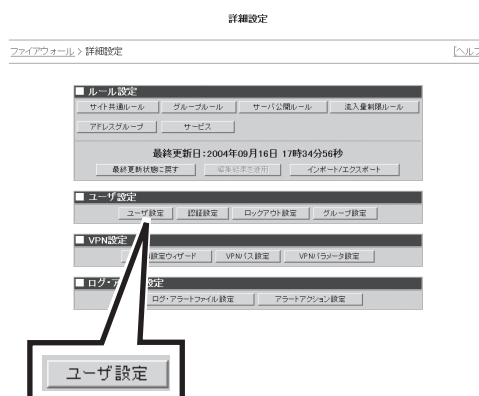 詳細設定
ファイアウォール > 詳細設定 [ヘルプ
■ ルール設定
サイト共通ルール グループルール サーバ公開ルール 流入量制限ルール
アドレスグループ サービス
最終更新日:2004年09月16日 17時34分56秒
最終更新状態に戻す 編集結果を適用 インポート/エクスポート
■ ユーザ設定
ユーザ設定 認証設定 ロックアウト設定 グループ設定
■ VPN設定
設定ウィザード VPNパス設定 VPNパラメータ設定
■ ログ・ア 設定
ログ・アラートファイル設定 アラートアクション設定
ユーザ設定